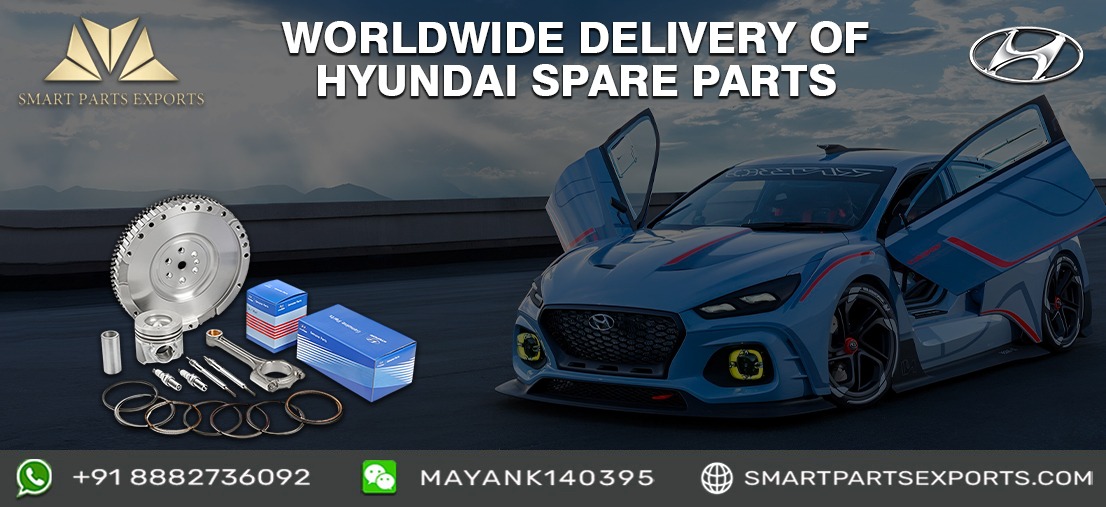 SMART PARTS EXPORTS
WORLDWIDE DELIVERY OF
HYUNDAI SPARE PARTS
+91 8882736092
MAYANK140395
SMARTPARTSEXPORTS.COM